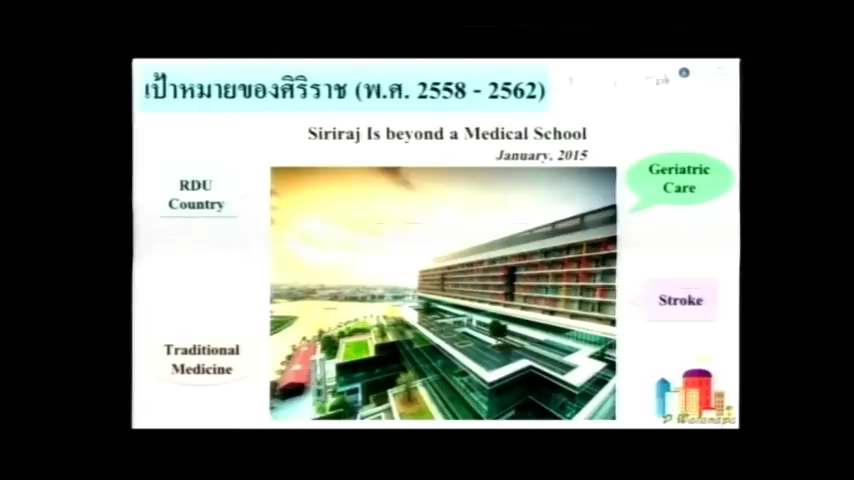 เป้าหมายของศิริราช (พ.ศ. 2558 - 2562)
Siriraj Is beyond a Medical School
January, 2015
RDU
Country
Geriatric
Care
Stroke
Traditional
Medicine